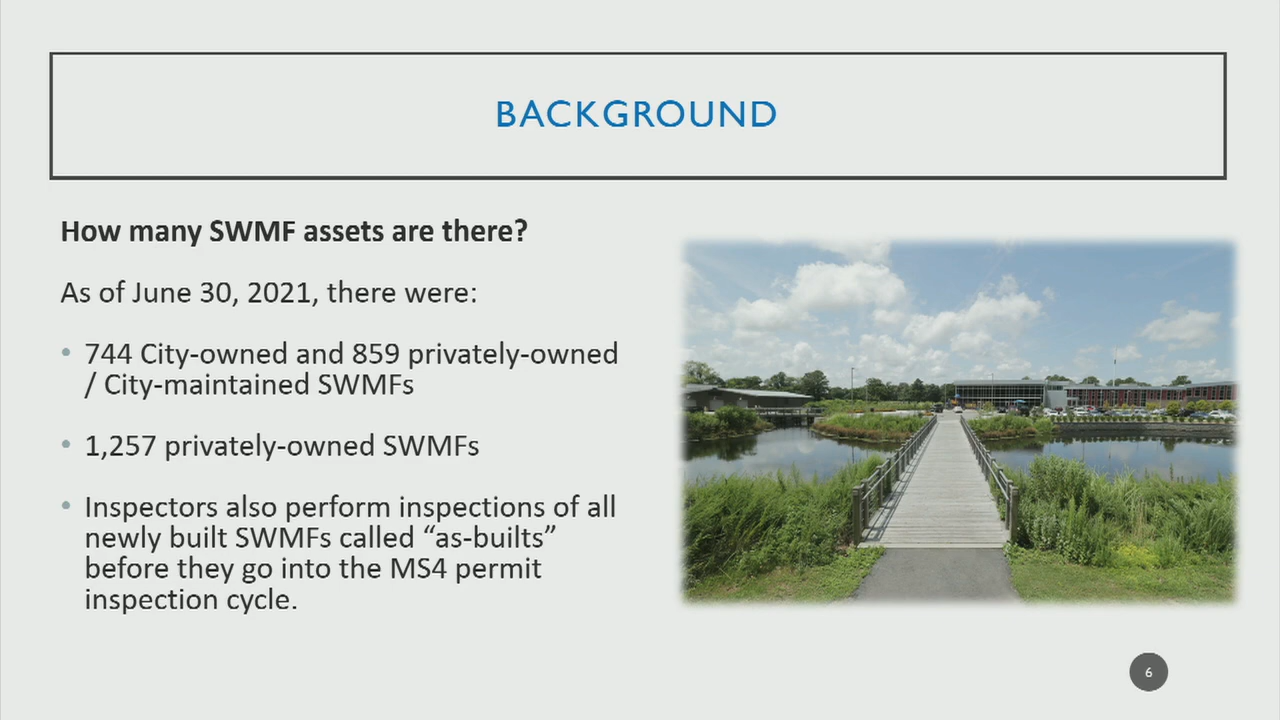 BACKGROUND
How many SWMF assets are there?
As of June 30, 2021, there were:
• 744 City-owned and 859 privately-owned
/ City-maintained SWMFs
• 1,257 privately-owned SWMFs
• Inspectors also perform inspections of all
newly built SWMFs called “as-builts”
before they go into the MS4 permit
inspection cycle.
6